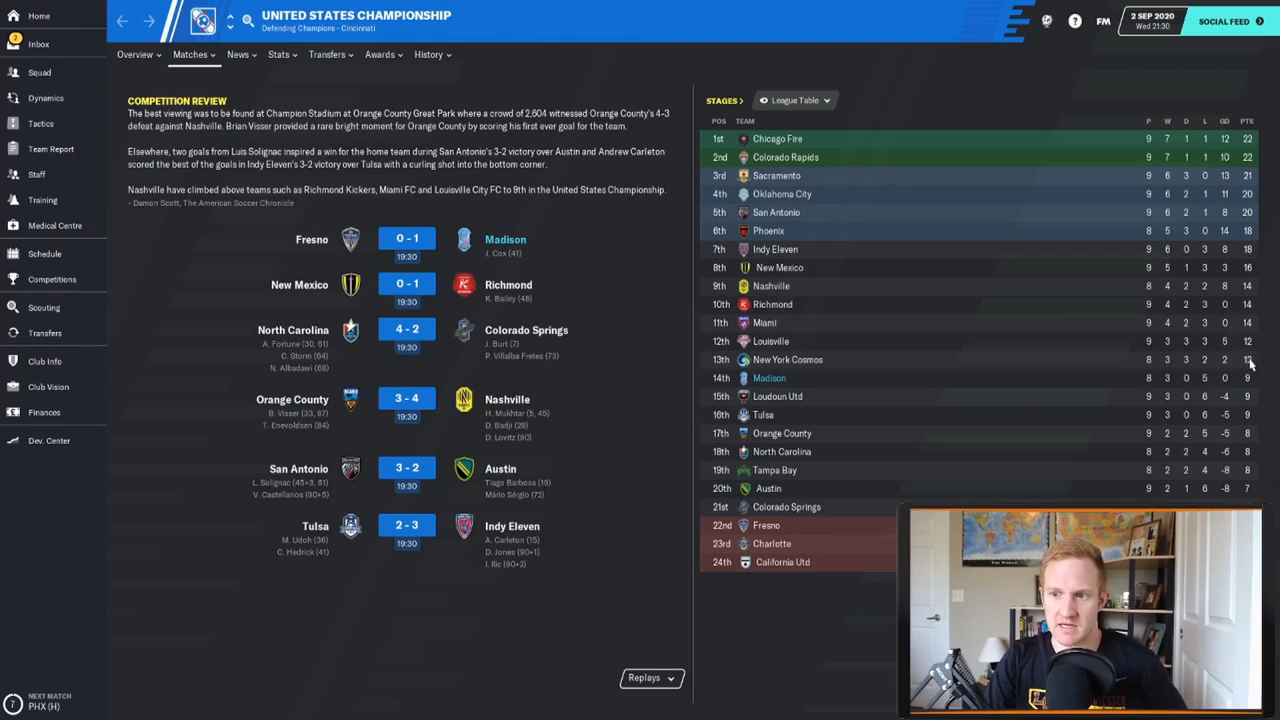 Home
UNITED STATES CHAMPIONSHIP
Defending Champions - Cincinnati
FM
2 SEP 2020
Wed 21:30
SOCIAL FEED
2
Inbox
Squad
Dynamics
Tactics
Team Report
Staff
Training
Medical Centre
Schedule
Competitions
Scouting
Transfers
Club Info
Club Vision
Finances
Dev. Center
NEXT MATCH
7 PHX (H)
Overview Matches News Stats Transfers Awards History
COMPETITION REVIEW
The best viewing was to be found at Champion Stadium at Orange County Great Park where a crowd of 2,604 witnessed Orange County's 4-3
defeat against Nashville. Brian Visser provided a rare bright moment for Orange County by scoring his first ever goal for the team.
Elsewhere, two goals from Luis Solignac inspired a win for the home team during San Antonio's 3-2 victory over Austin and Andrew Carleton
scored the best of the goals in Indy Eleven's 3-2 victory over Tulsa with a curling shot into the bottom corner.
Nashville have climbed above teams such as Richmond Kickers, Miami FC and Louisville City FC to 9th in the United States Championship.
- Damon Scott, The American Soccer Chronicle
Fresno 0 - 1 Madison
19:30 J. Cox (41)
New Mexico 0 - 1 Richmond
19:30 K. Bailey (48)
North Carolina 4 - 2 Colorado Springs
A. Fortune (30, 61) 19:30 J. Burt (7)
C. Storm (64) P. Villalba Fretes (73)
N. Albadawi (68)
Orange County 3 - 4 Nashville
B. Visser (33, 87) 19:30 H. Mukhtar (5, 45)
T. Enevoldsen (84) D. Badji (29)
D. Lovitz (90)
San Antonio 3 - 2 Austin
L. Solignac (45+3, 61) 19:30 Tiago Barbosa (19)
V. Castellanos (90+5) Mário Sérgio (72)
Tulsa 2 - 3 Indy Eleven
M. Udoh (36) 19:30 A. Carleton (15)
C. Hedrick (41) D. Jones (90+1)
I. Ilic (90+2)
Replays
STAGES > League Table
POS TEAM P W D L GD PTS
1st Chicago Fire 9 7 1 1 12 22
2nd Colorado Rapids 9 7 1 1 10 22
3rd Sacramento 9 6 3 0 13 21
4th Oklahoma City 9 6 2 1 11 20
5th San Antonio 9 6 2 1 8 20
6th Phoenix 8 5 3 0 14 18
7th Indy Eleven 9 6 0 3 8 18
8th New Mexico 9 5 1 3 3 16
9th Nashville 8 4 2 2 8 14
10th Richmond 9 4 2 3 0 14
11th Miami 9 4 2 3 0 14
12th Louisville 9 3 3 3 5 12
13th New York Cosmos 8 3 3 2 2
14th Madison 8 3 0 5 0 9
15th Loudoun Utd 9 3 0 6 -4 9
16th Tulsa 9 3 0 6 -5 9
17th Orange County 9 2 2 5 -5 8
18th North Carolina 8 2 2 4 -6 8
19th Tampa Bay 8 2 2 4 -8 8
20th Austin 9 2 1 6 -8 7
21st Colorado Springs
22nd Fresno
23rd Charlotte
24th California Utd